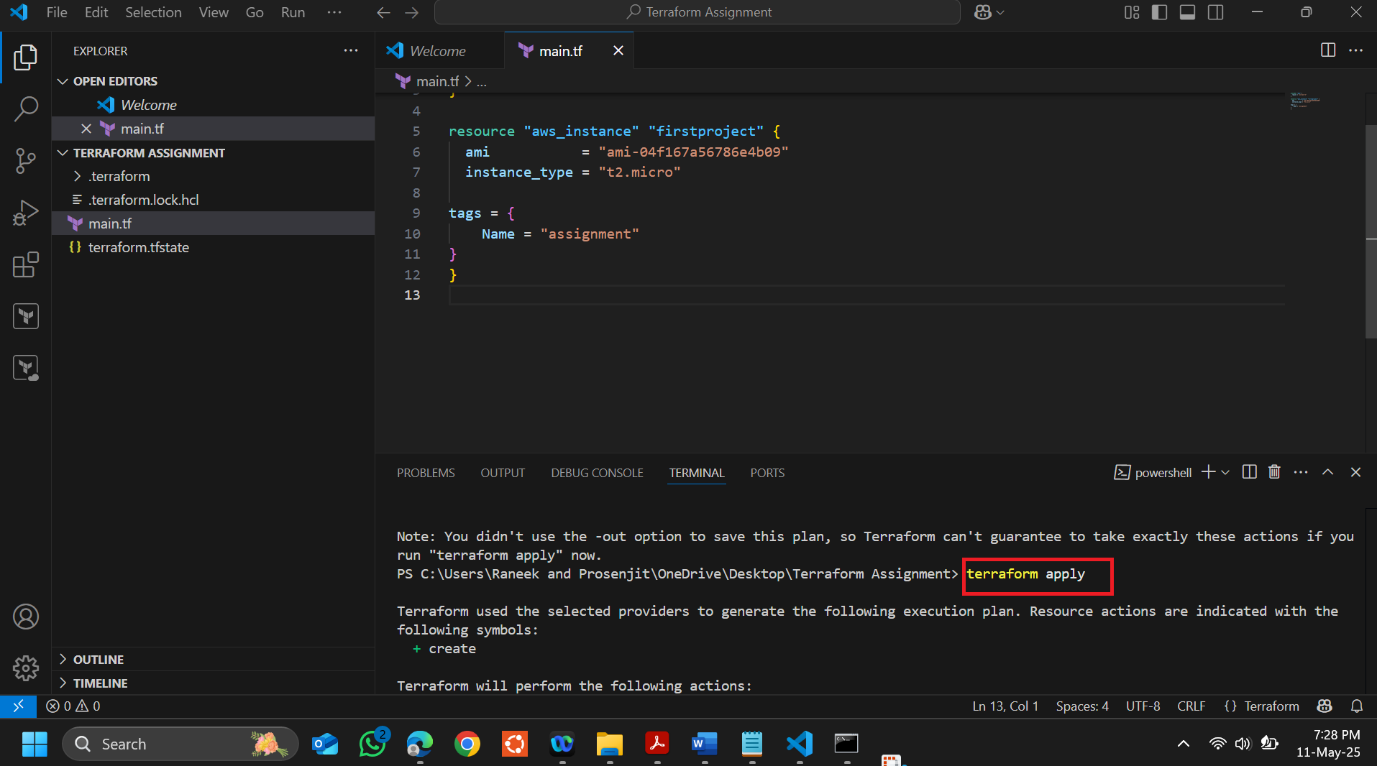 File Edit Selection View Go Run ··· Terraform Assignment
EXPLORER ···
OPEN EDITORS
Welcome
main.tf
TERRAFORM ASSIGNMENT
.terraform
.terraform.lock.hcl
main.tf
{} terraform.tfstate
OUTLINE
TIMELINE
Welcome main.tf
main.tf > ...
}
4
5 resource "aws_instance" "firstproject" {
6 ami = "ami-04f167a56786e4b09"
7 instance_type = "t2.micro"
8
9 tags = {
10 Name = "assignment"
11 }
12 }
13
PROBLEMS OUTPUT DEBUG CONSOLE TERMINAL PORTS powershell
Note: You didn't use the -out option to save this plan, so Terraform can't guarantee to take exactly these actions if you
run "terraform apply" now.
PS C:\Users\Raneek and Prosenjit\OneDrive\Desktop\Terraform Assignment> terraform apply
Terraform used the selected providers to generate the following execution plan. Resource actions are indicated with the
following symbols:
+ create
Terraform will perform the following actions:
0 0 Ln 13, Col 1 Spaces: 4 UTF-8 CRLF {} Terraform
Search 2 7:28 PM
11-May-25